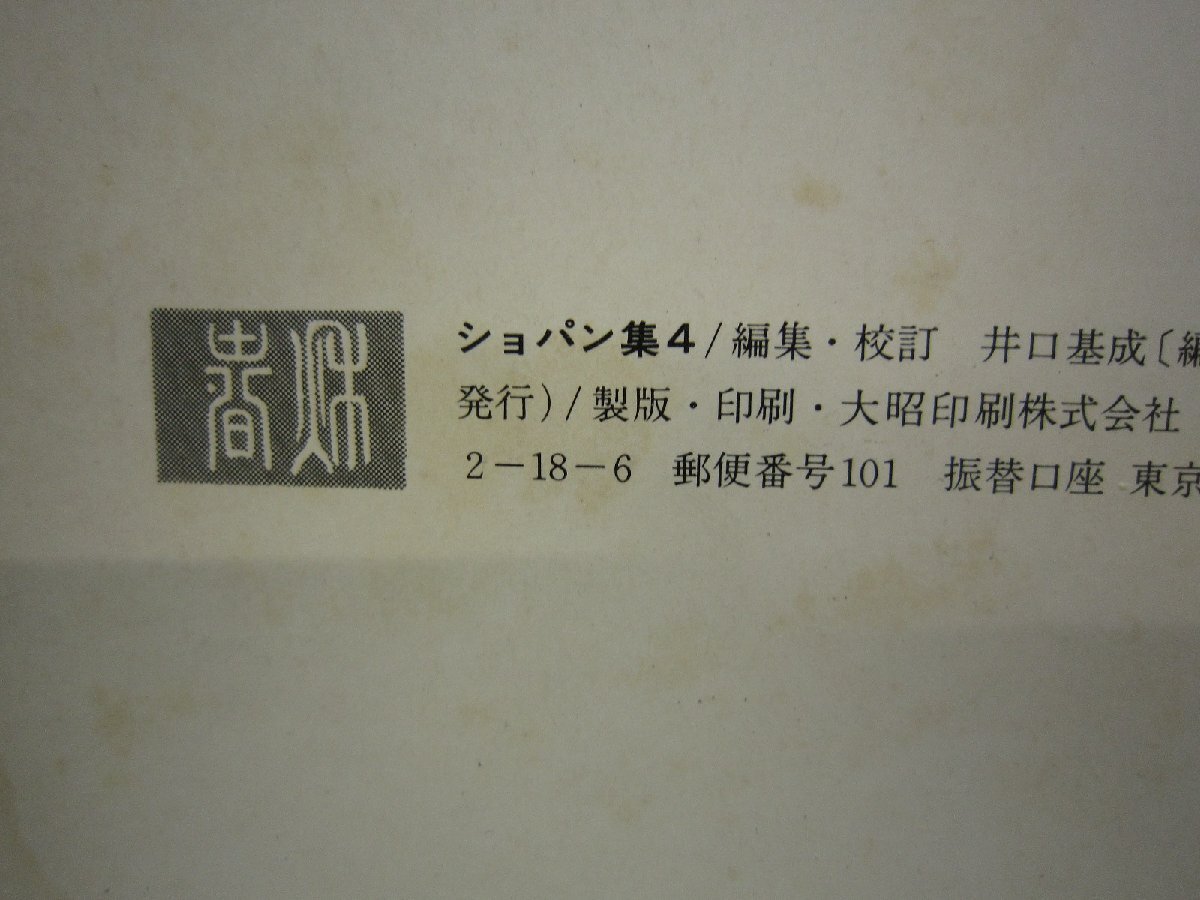 ショパン集4/編集・校訂 井口基成〔編
発行)/製版・印刷・大昭印刷株式会社
2-18-6 郵便番号101 振替口座 東京